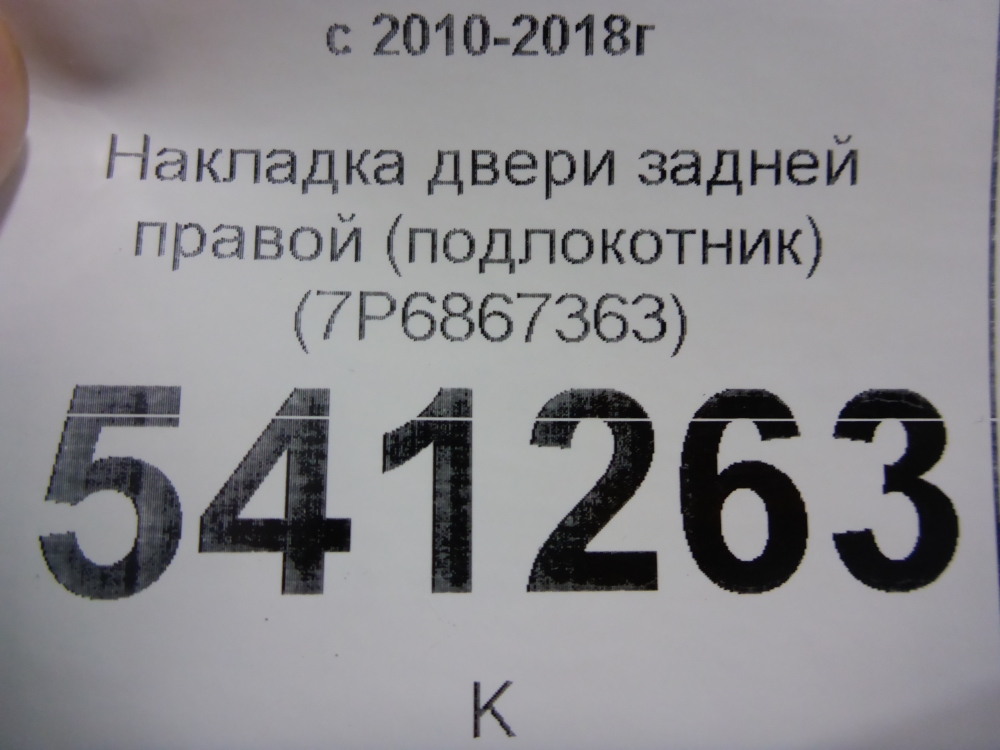 с 2010-2018г
Накладка двери задней
правой (подлокотник)
(7P6867363)
541263
К